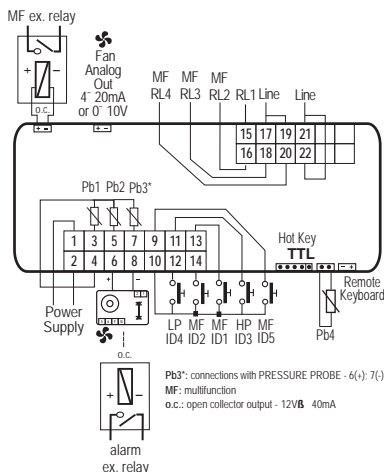 MF ex. relay
+ -
o.c.
Fan
Analog
Out
4¯ 20mA
or 0¯ 10V
MF
RL4
MF
RL3
MF
RL2
RL1
Line
Line
+ -
+ -
15 17 19 21
16 18 20 22
Pb1 Pb2 Pb3*
1 3 5 7 9 11 13
2 4 6 8 10 12 14
Hot Key
TTL
- +
+ -
Power
Supply
LP
ID4
MF
ID2
MF
ID1
HP
ID3
MF
ID5
Pb4
Remote
Keyboard
o.c.
+ -
alarm
ex. relay
Pb3*: connections with PRESSURE PROBE - 6(+); 7(-)
MF: multifunction
o.c.: open collector output - 12Vß 40mA